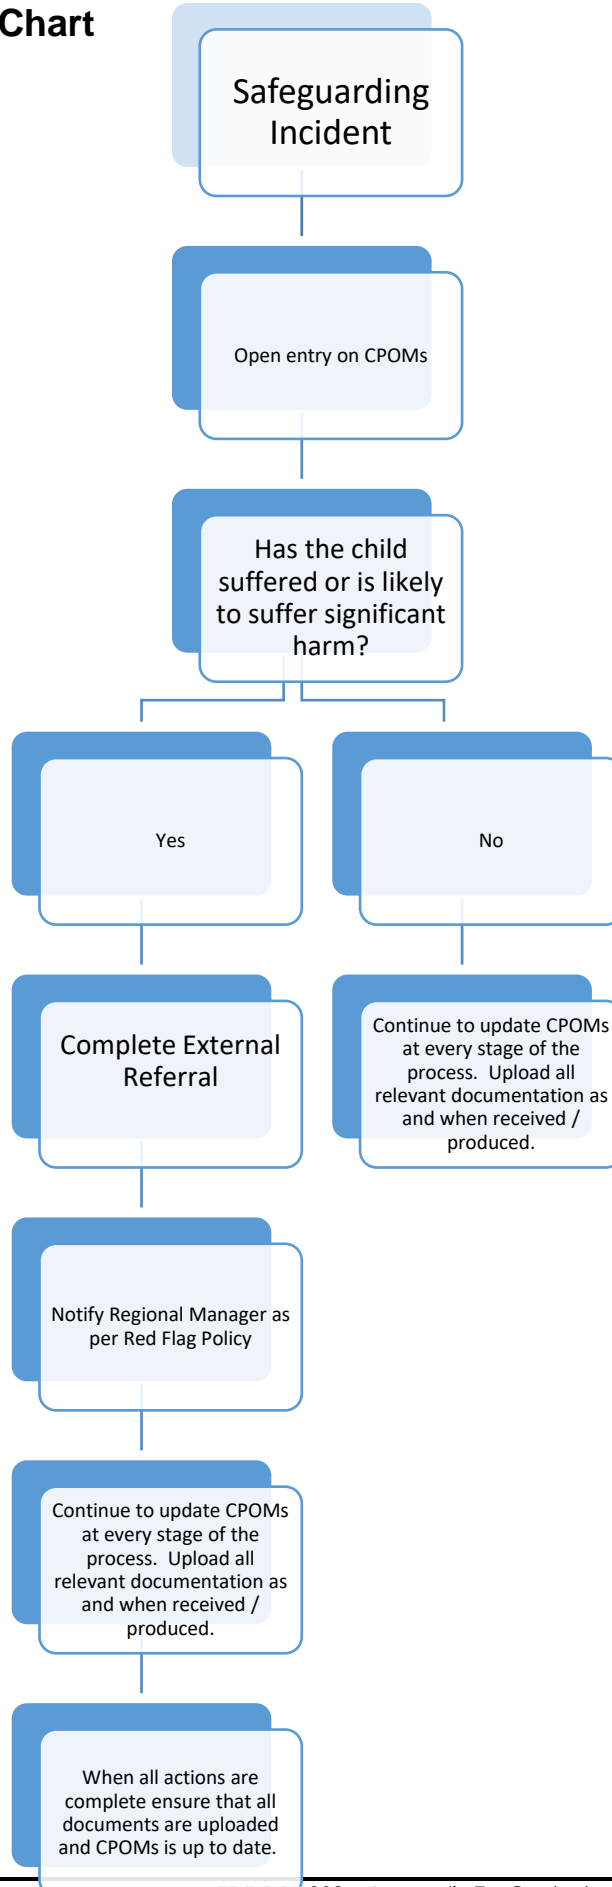 Chart
Safeguarding
Incident
Open entry on CPOMs
Has the child
suffered or is likely
to suffer significant
harm?
Yes
No
Complete External
Referral
Continue to update CPOMs
at every stage of the
process. Upload all
relevant documentation as
and when received /
produced.
Notify Regional Manager as
per Red Flag Policy
Continue to update CPOMs
at every stage of the
process. Upload all
relevant documentation as
and when received /
produced.
When all actions are
complete ensure that all
documents are uploaded
and CPOMs is up to date.